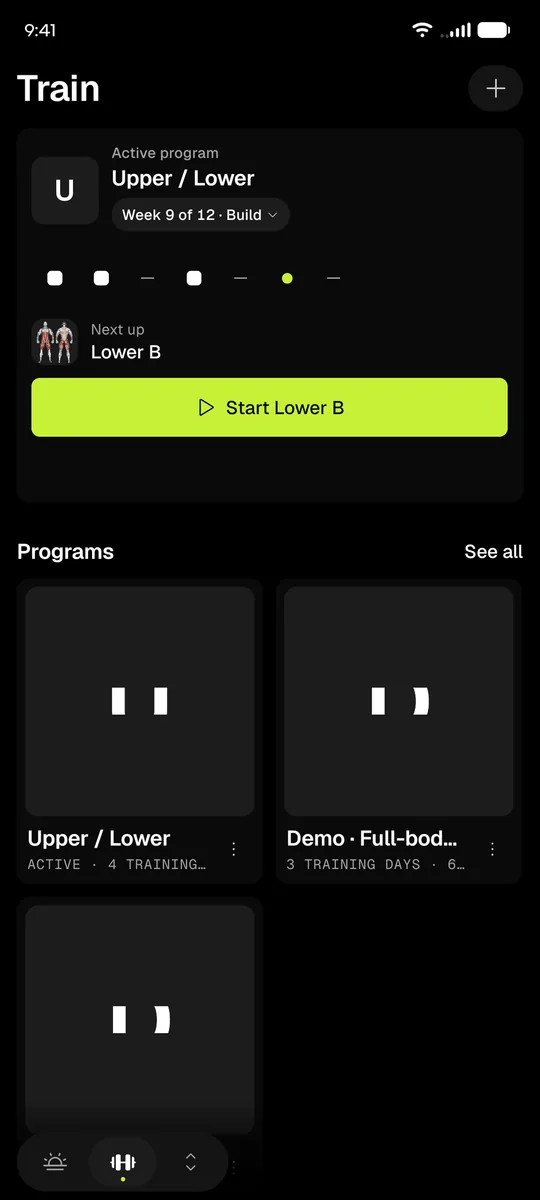 9:41
Train
Active program
U
Upper / Lower
Week 9 of 12 · Build
Next up
Lower B
Start Lower B
Programs
See all
Upper / Lower
ACTIVE · 4 TRAINING…
Demo · Full-bod…
3 TRAINING DAYS · 6…